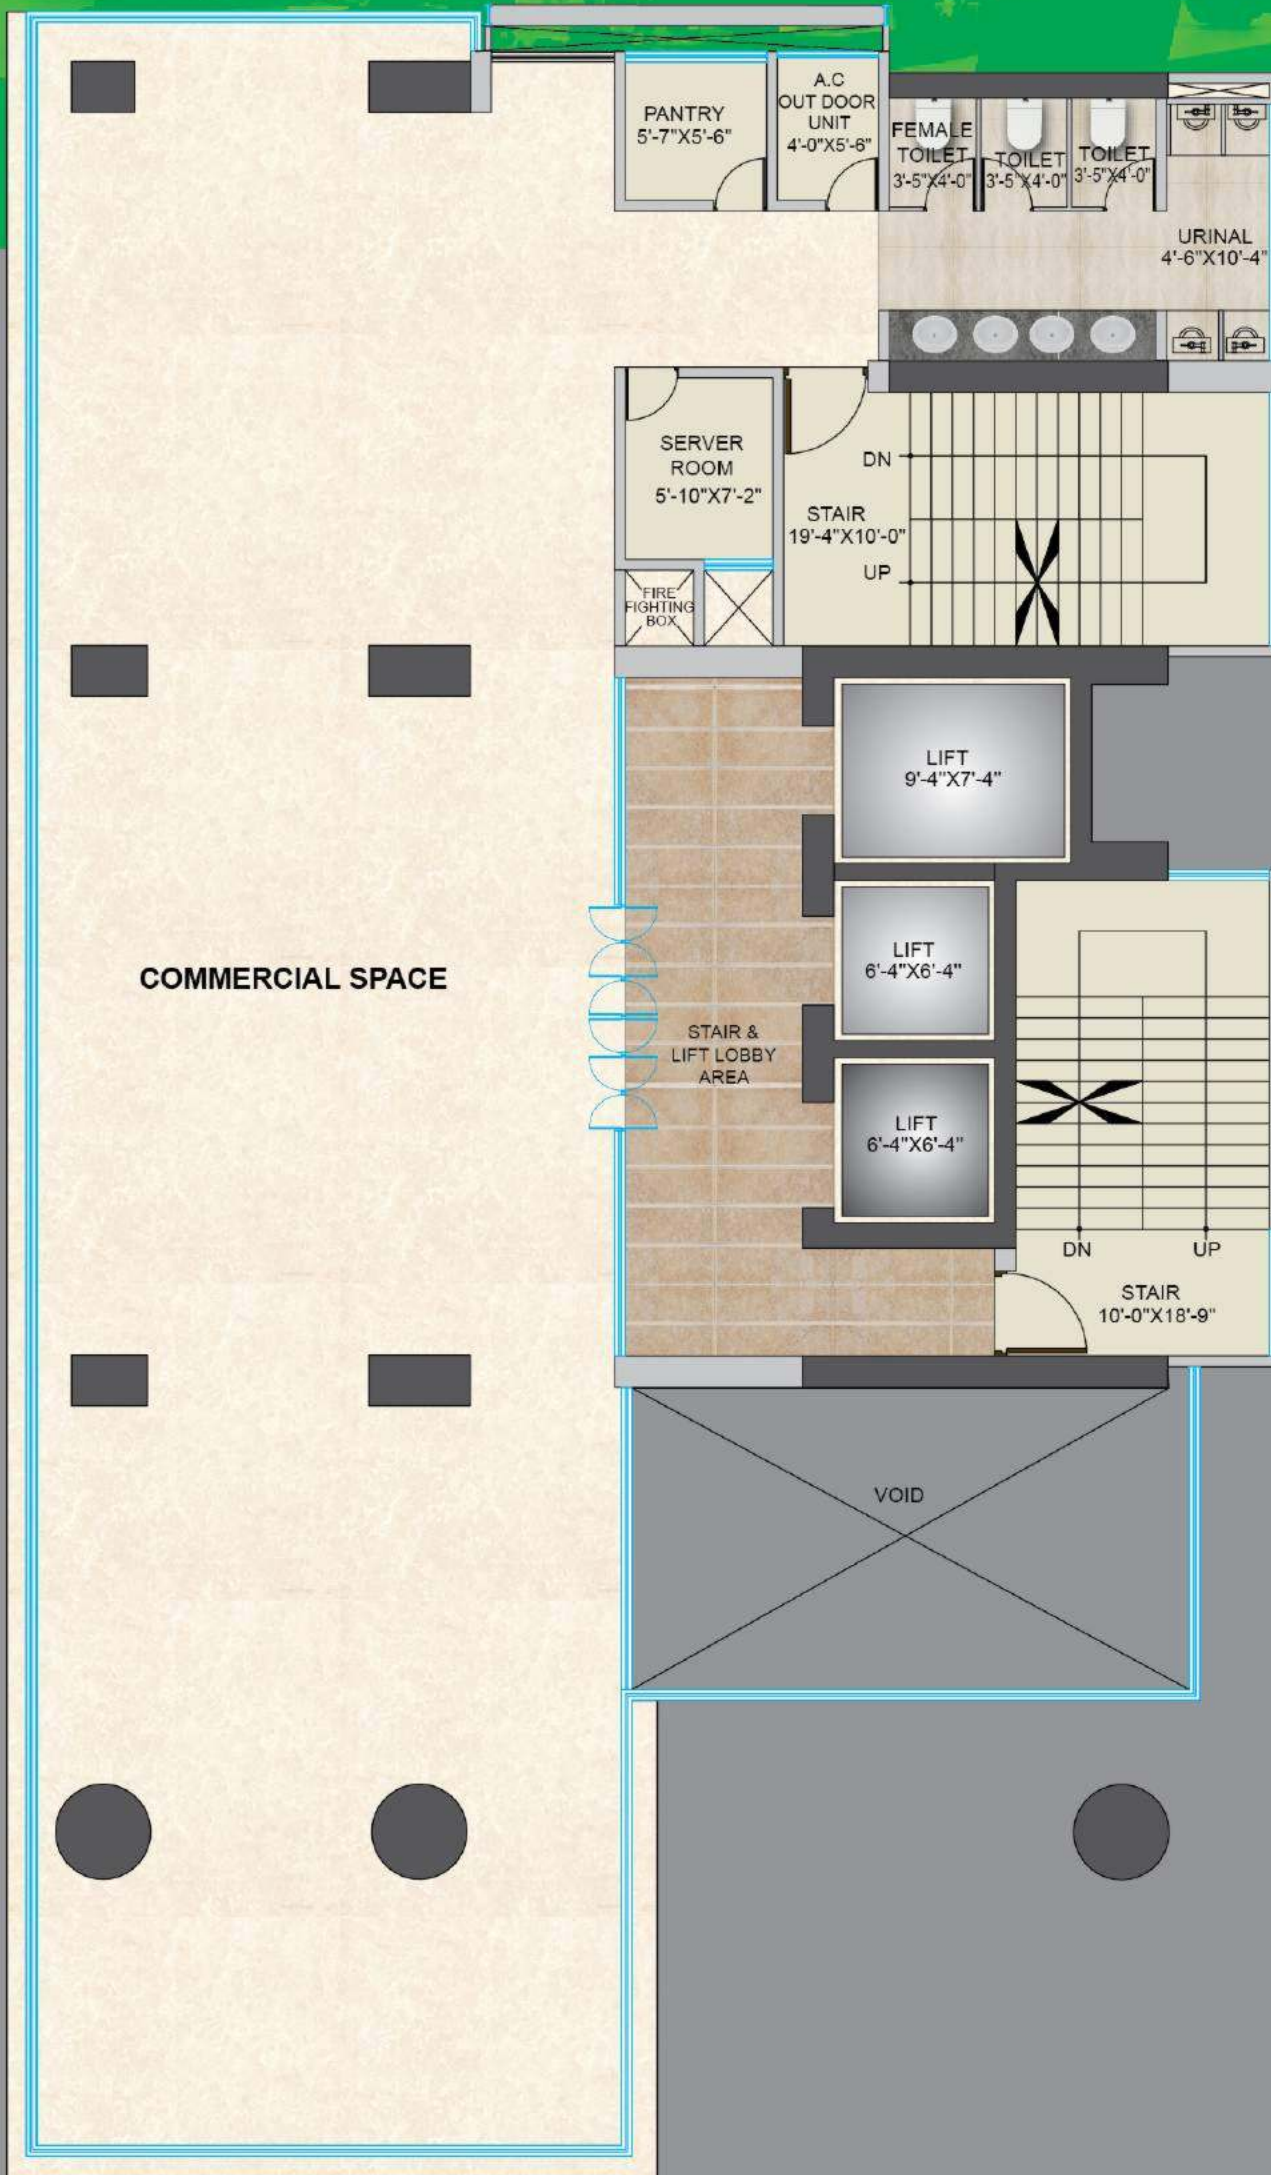 PANTRY
5'-7"X5'-6"
A.C
OUT DOOR
UNIT
4'-0"X5'-6"
FEMALE
TOILET
3'-5"X4'-0"
TOILET
3'-5"X4'-0"
TOILET
3'-5"X4'-0"
URINAL
4'-6"X10'-4"
SERVER
ROOM
5'-10"X7'-2"
DN
STAIR
19'-4"X10'-0"
UP
FIRE
FIGHTING
BOX
LIFT
9'-4"X7'-4"
COMMERCIAL SPACE
LIFT
6'-4"X6'-4"
STAIR &
LIFT LOBBY
AREA
LIFT
6'-4"X6'-4"
DN
UP
STAIR
10'-0"X18'-9"
VOID